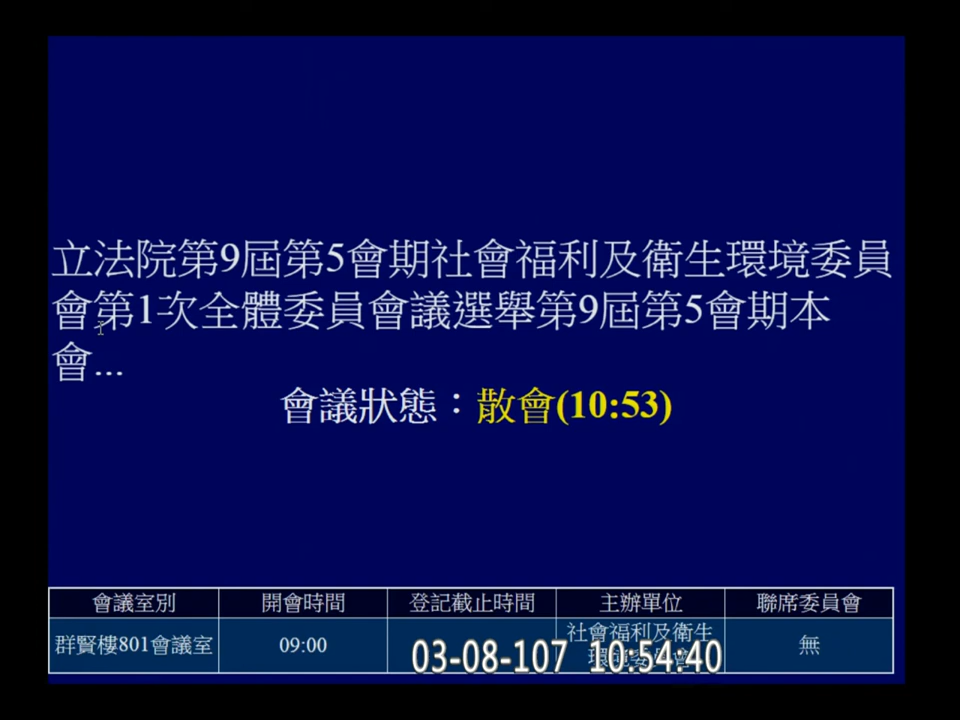 立法院第9屆第5會期社會福利及衛生環境委員
會第1次全體委員會議選舉第9屆第5會期本
會...
會議狀態：散會(10:53)
會議室別 開會時間 登記截止時間 主辦單位 聯席委員會
群賢樓801會議室 09:00 社會福利及衛生 無
03-08-107 10:54:40